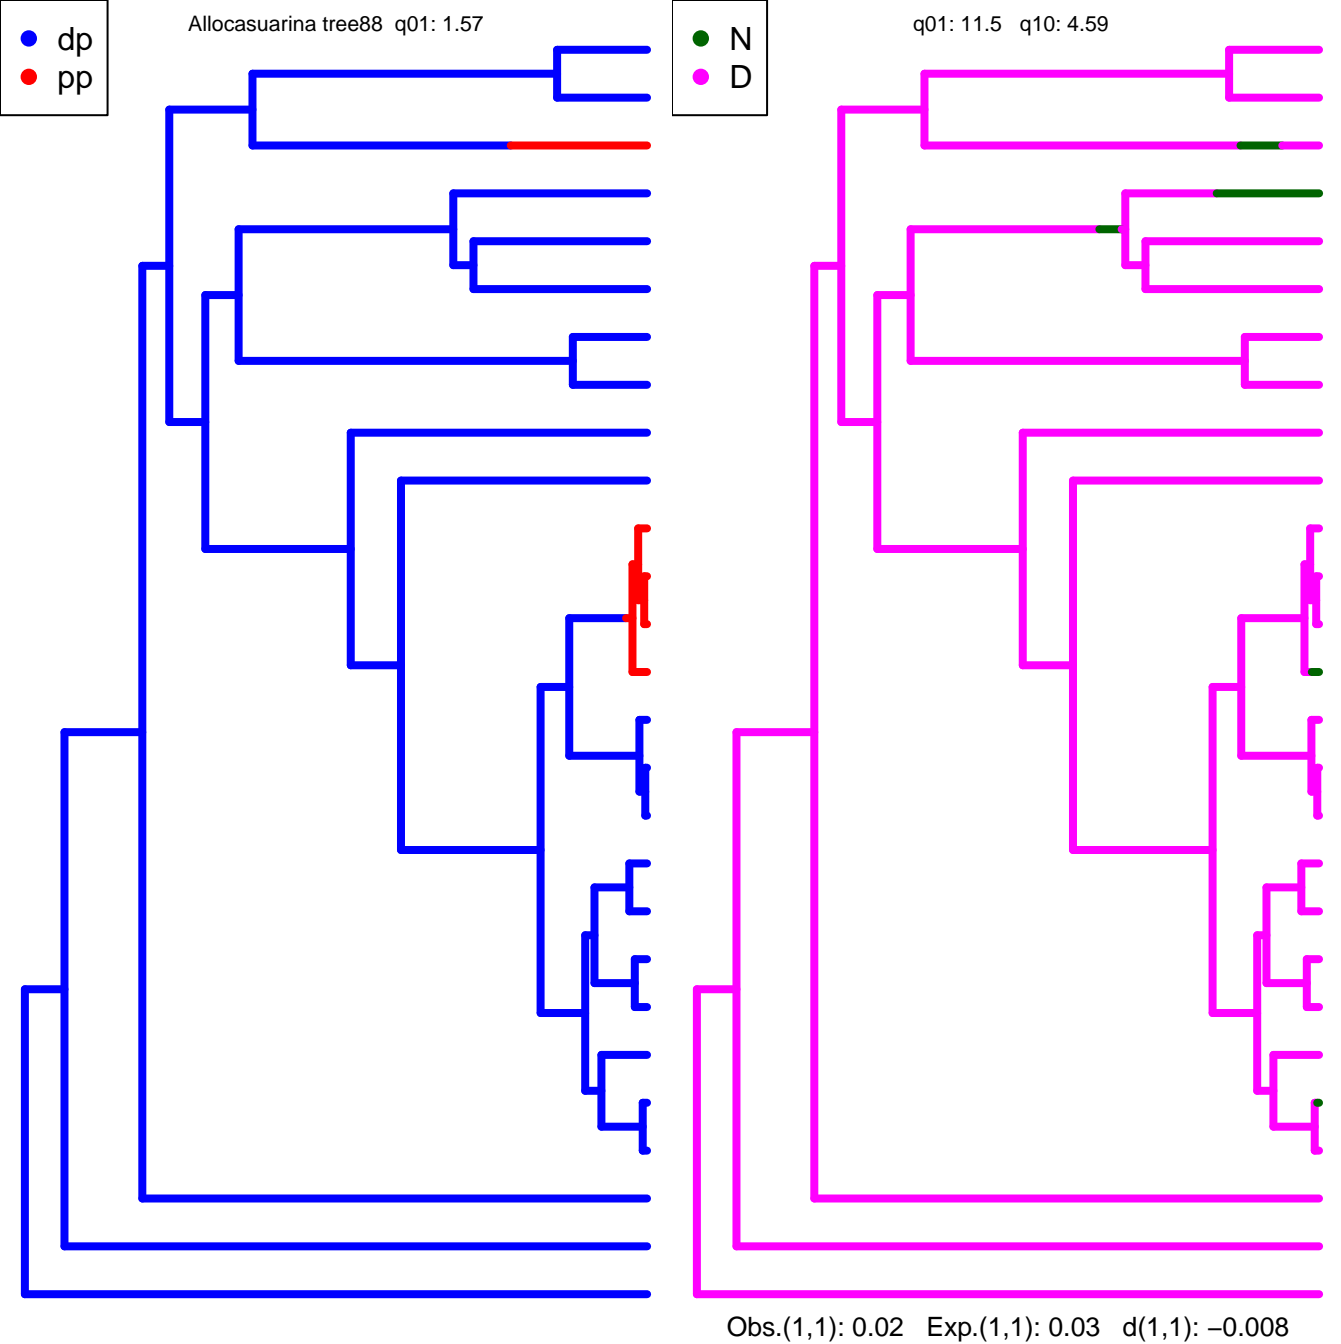 Allocasuarina tree88  q01: 1.57
dp
pp
q01: 11.5   q10: 4.59
N
D
Obs.(1,1): 0.02   Exp.(1,1): 0.03   d(1,1): −0.008